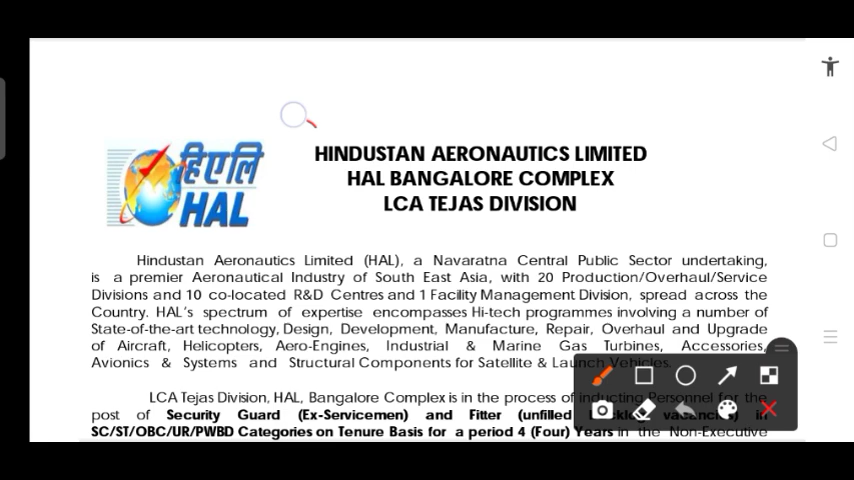 हिएलि
HAL
HINDUSTAN AERONAUTICS LIMITED
HAL BANGALORE COMPLEX
LCA TEJAS DIVISION
Hindustan Aeronautics Limited (HAL), a Navaratna Central Public Sector undertaking,
is a premier Aeronautical Industry of South East Asia, with 20 Production/Overhaul/Service
Divisions and 10 co-located R&D Centres and 1 Facility Management Division, spread across the
Country. HAL's spectrum of expertise encompasses Hi-tech programmes involving a number of
State-of-the-art technology, Design, Development, Manufacture, Repair, Overhaul and Upgrade
of Aircraft, Helicopters, Aero-Engines, Industrial & Marine Gas Turbines, Accessories,
Avionics & Systems and Structural Components for Satellite & Launch Vehicles.
LCA Tejas Division, HAL, Bangalore Complex is in the process of inducting Personnel for the
post of Security Guard (Ex-Servicemen) and Fitter (unfilled in
SC/ST/OBC/UR/PWBD Categories on Tenure Basis for a period 4 (Four) Years in the Non-Executive